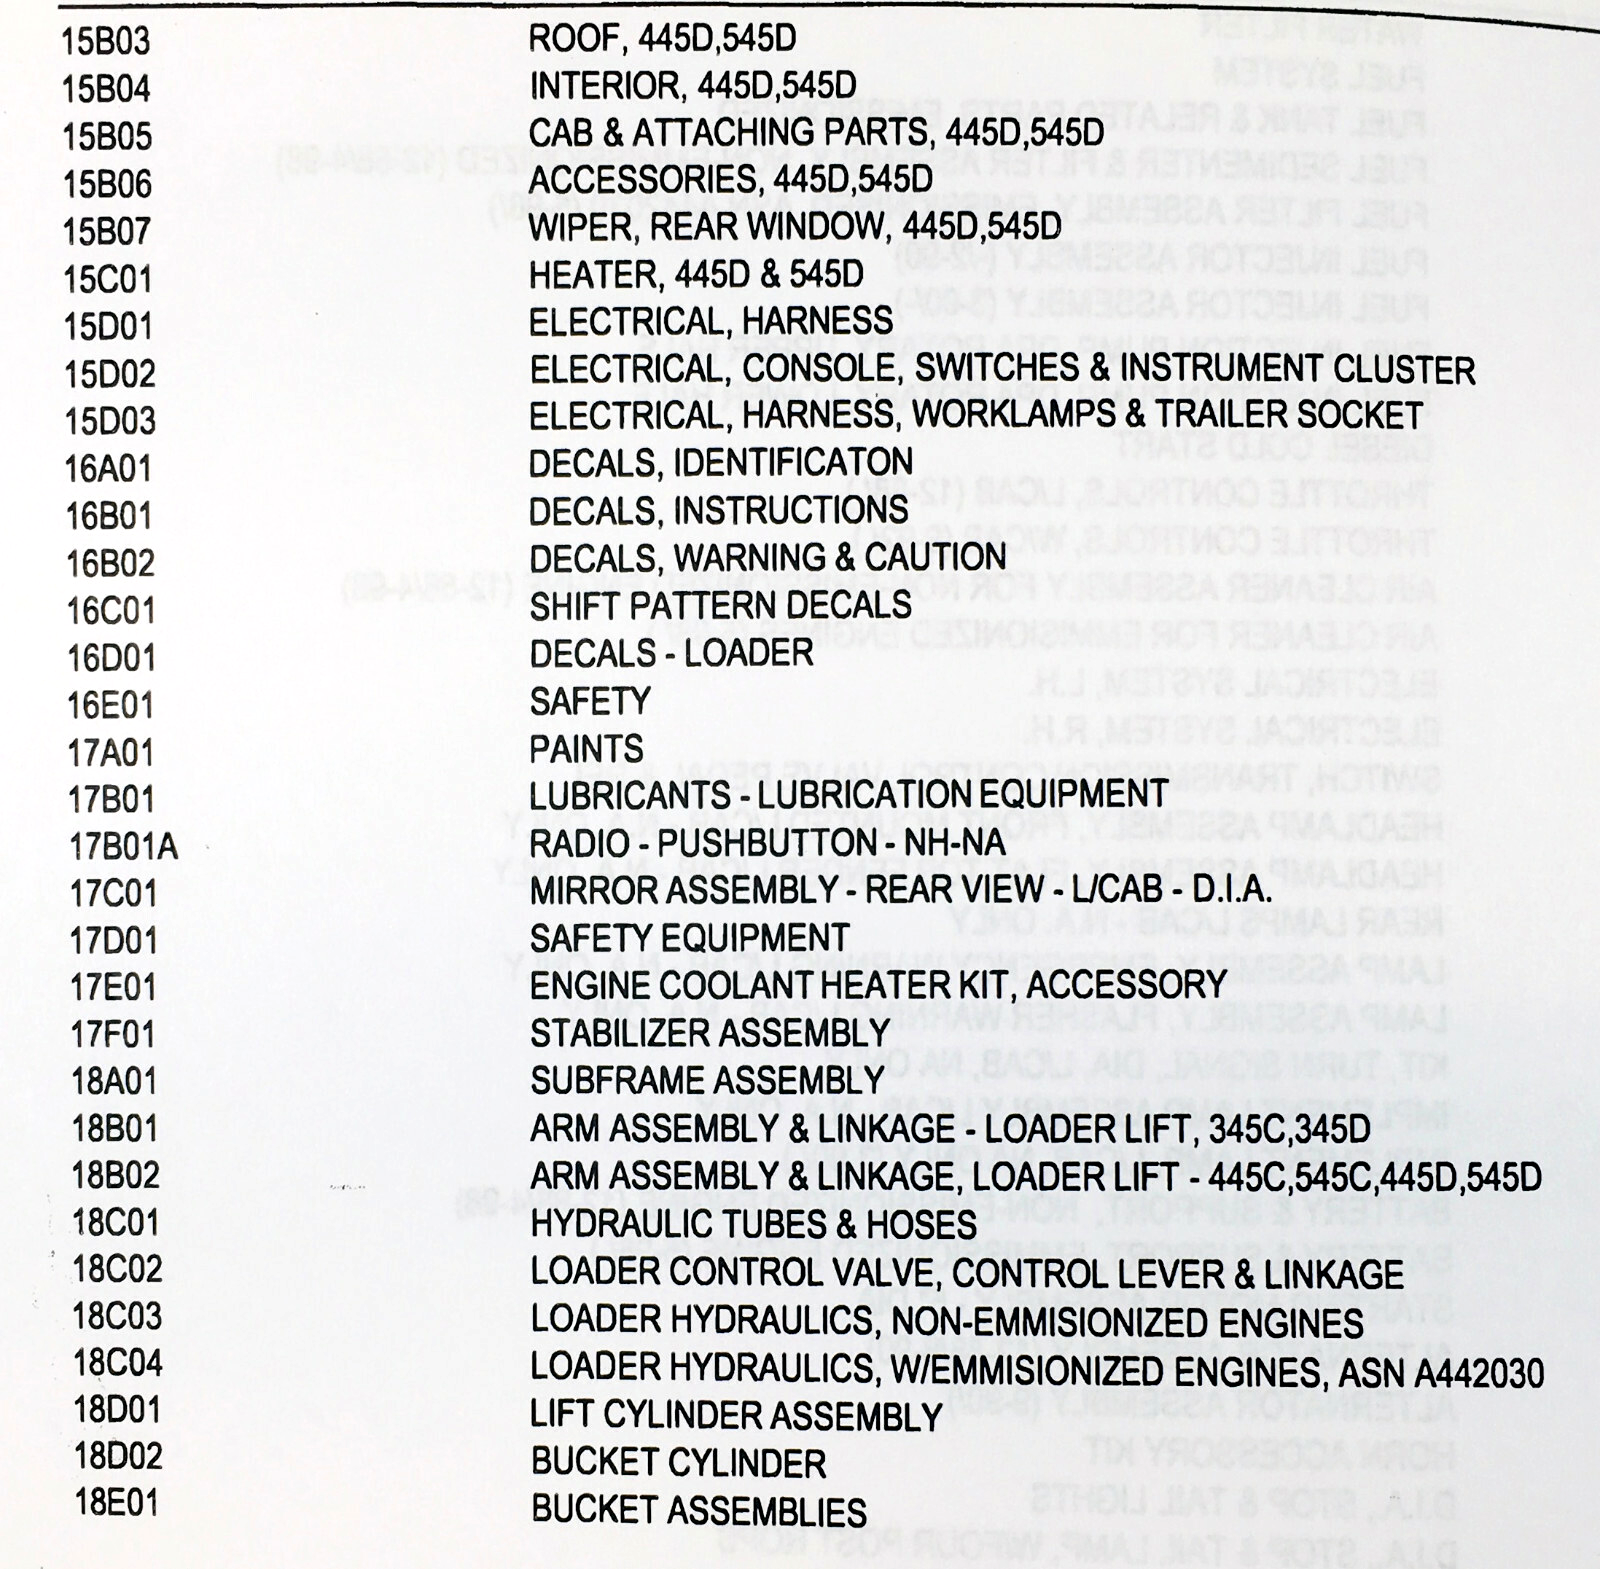 15B03 ROOF, 445D,545D
15B04 INTERIOR, 445D,545D
15B05 CAB & ATTACHING PARTS, 445D,545D
15B06 ACCESSORIES, 445D,545D
15B07 WIPER, REAR WINDOW, 445D,545D
15C01 HEATER, 445D & 545D
15D01 ELECTRICAL, HARNESS
15D02 ELECTRICAL, CONSOLE, SWITCHES & INSTRUMENT CLUSTER
15D03 ELECTRICAL, HARNESS, WORKLAMPS & TRAILER SOCKET
16A01 DECALS, IDENTIFICATON
16B01 DECALS, INSTRUCTIONS
16B02 DECALS, WARNING & CAUTION
16C01 SHIFT PATTERN DECALS
16D01 DECALS - LOADER
16E01 SAFETY
17A01 PAINTS
17B01 LUBRICANTS - LUBRICATION EQUIPMENT
17B01A RADIO - PUSHBUTTON - NH-NA
17C01 MIRROR ASSEMBLY - REAR VIEW - L/CAB - D.I.A.
17D01 SAFETY EQUIPMENT
17E01 ENGINE COOLANT HEATER KIT, ACCESSORY
17F01 STABILIZER ASSEMBLY
18A01 SUBFRAME ASSEMBLY
18B01 ARM ASSEMBLY & LINKAGE - LOADER LIFT, 345C,345D
18B02 ARM ASSEMBLY & LINKAGE, LOADER LIFT - 445C,545C,445D,545D
18C01 HYDRAULIC TUBES & HOSES
18C02 LOADER CONTROL VALVE, CONTROL LEVER & LINKAGE
18C03 LOADER HYDRAULICS, NON-EMMISIONIZED ENGINES
18C04 LOADER HYDRAULICS, W/EMMISIONIZED ENGINES, ASN A442030
18D01 LIFT CYLINDER ASSEMBLY
18D02 BUCKET CYLINDER
18E01 BUCKET ASSEMBLIES